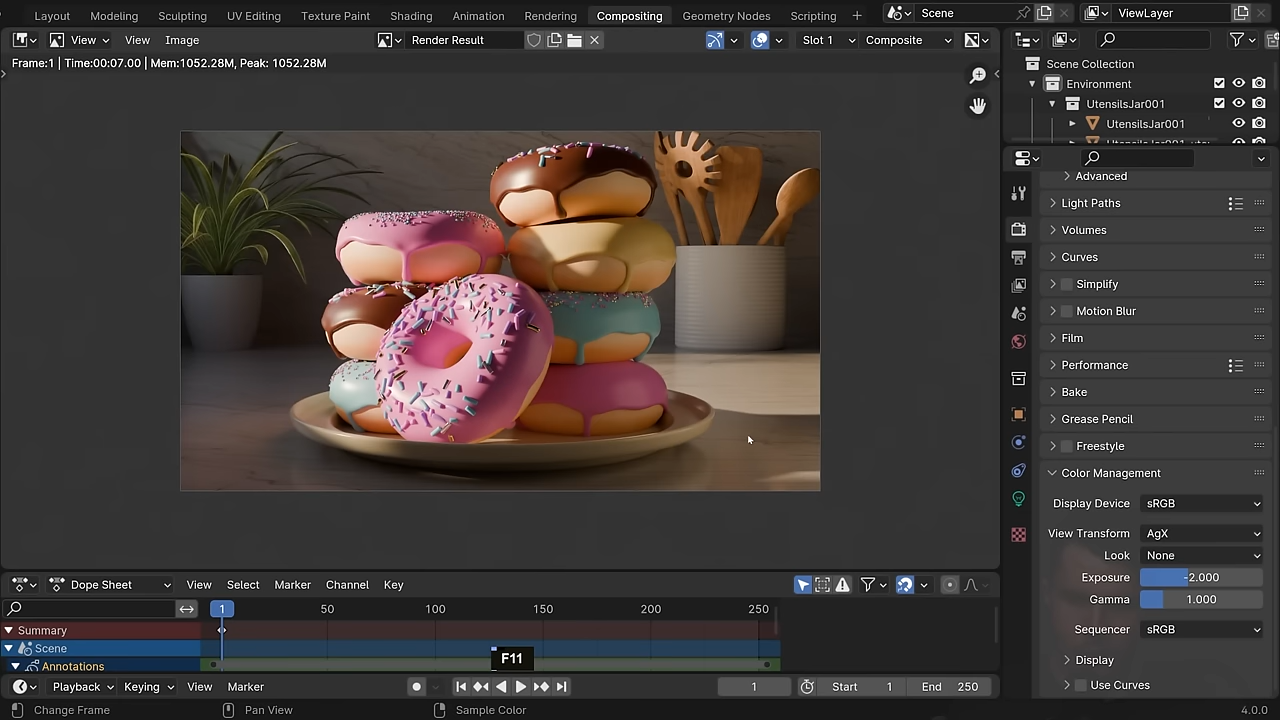 Layout Modeling Sculpting UV Editing Texture Paint Shading Animation Rendering Compositing Geometry Nodes Scripting + Scene ViewLayer
View View Image Render Result Slot 1 Composite
Frame:1 | Time:00:07.00 | Mem:1052.28M, Peak: 1052.28M
Scene Collection
Environment
UtensilsJar001
UtensilsJar001
Advanced
Light Paths
Volumes
Curves
Simplify
Motion Blur
Film
Performance
Bake
Grease Pencil
Freestyle
Color Management
Display Device sRGB
View Transform AgX
Look None
Exposure -2.000
Gamma 1.000
Sequencer sRGB
Display
Use Curves
Dope Sheet View Select Marker Channel Key
1 50 100 150 200 250
Summary
Scene
Annotations
F11
Playback Keying View Marker 1 Start 1 End 250
Change Frame Pan View Sample Color 4.0.0